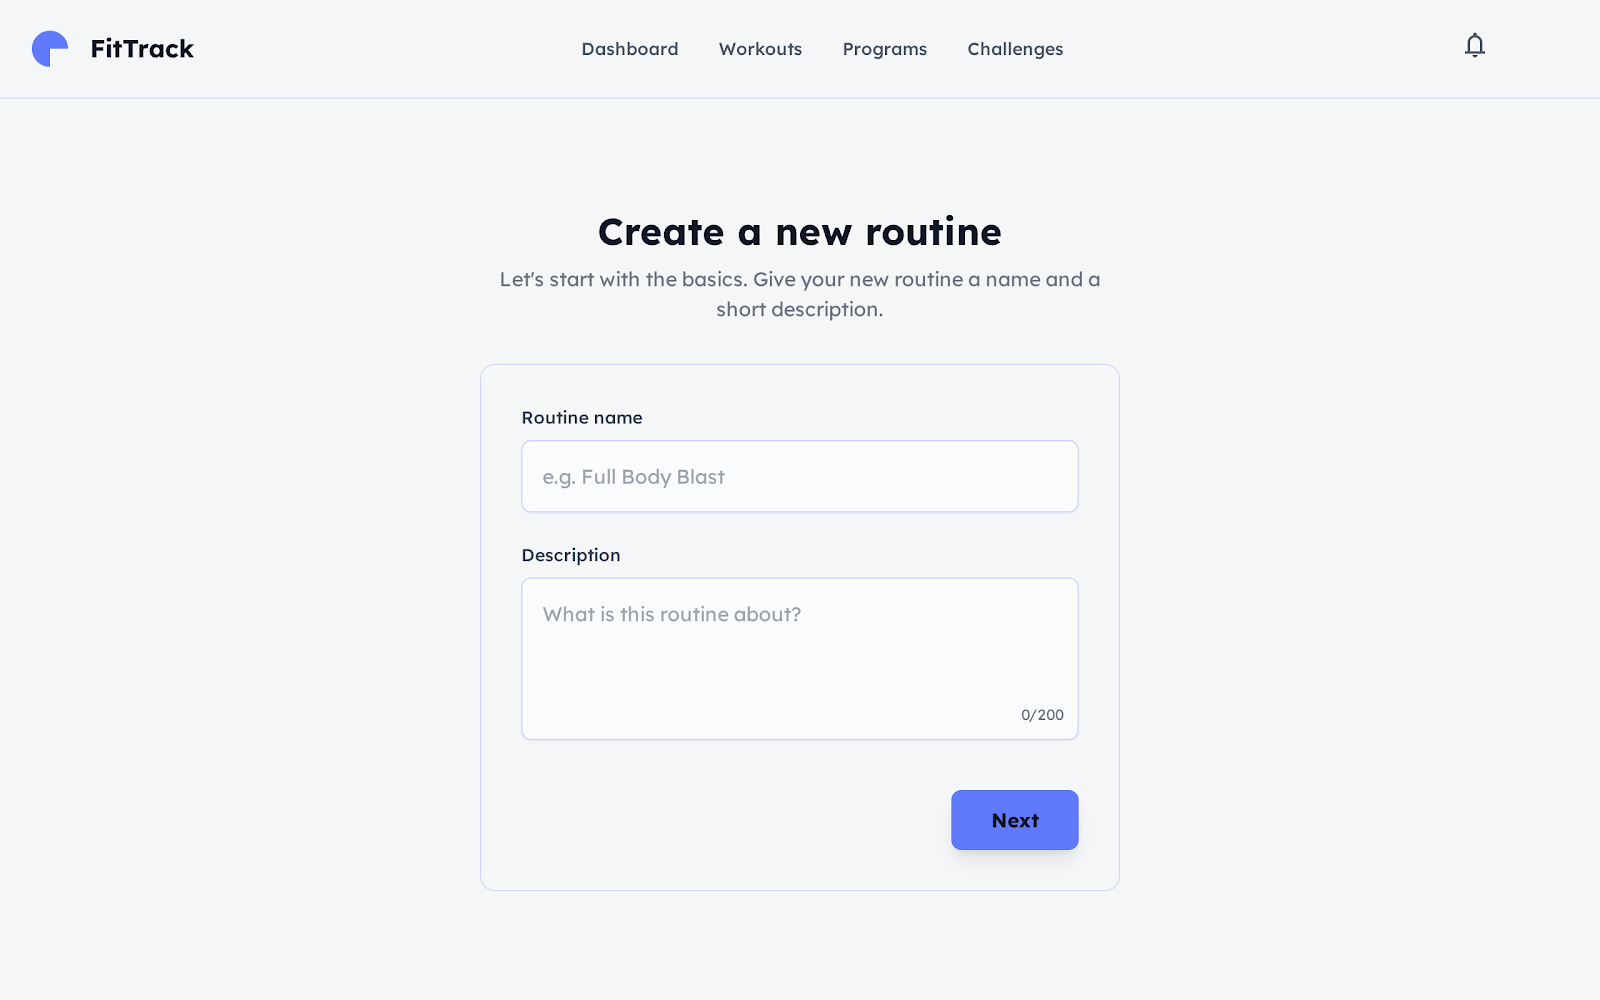 FitTrack
Dashboard
Workouts
Programs
Challenges
Create a new routine
Let's start with the basics. Give your new routine a name and a
short description.
Routine name
e.g. Full Body Blast
Description
What is this routine about?
0/200
Next